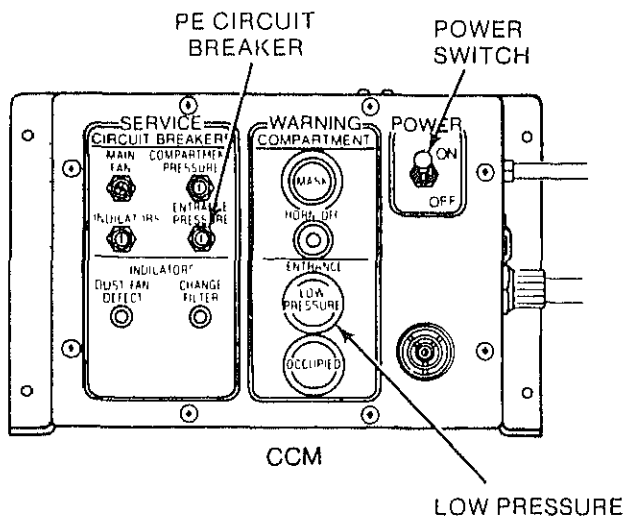 PE CIRCUIT
BREAKER
POWER
SWITCH
SERVICE
CIRCUIT BREAKERS
MAIN
FAN
COMPARTMENT
PRESSURE
INDICATORS
ENTRANCE
PRESSURE
INDICATORS
DUST FAN
DEFECT
CHANGE
FILTER
WARNING
COMPARTMENT
MASK
HORN OFF
ENTRANCE
LOW
PRESSURE
OCCUPIED
POWER
ON
OFF
CCM
LOW PRESSURE